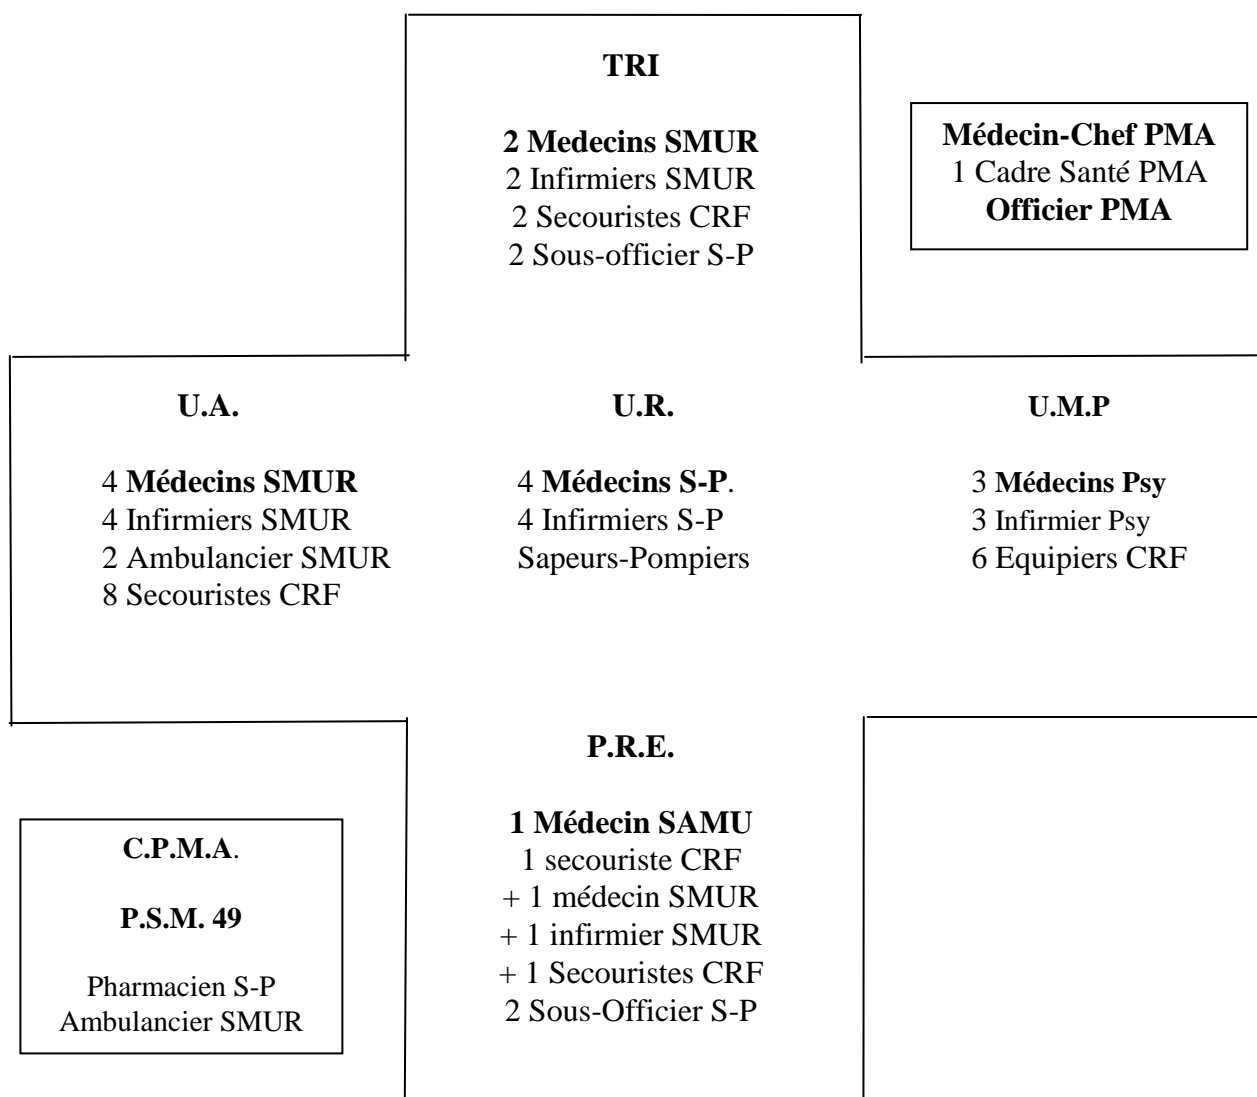 TRI
2 Medecins SMUR
2 Infirmiers SMUR
2 Secouristes CRF
2 Sous-officier S-P
Médecin-Chef PMA
1 Cadre Santé PMA
Officier PMA
U.A.
4 Médecins SMUR
4 Infirmiers SMUR
2 Ambulancier SMUR
8 Secouristes CRF
U.R.
4 Médecins S-P.
4 Infirmiers S-P
Sapeurs-Pompiers
U.M.P
3 Médecins Psy
3 Infirmier Psy
6 Equipiers CRF
P.R.E.
1 Médecin SAMU
1 secouriste CRF
+ 1 médecin SMUR
+ 1 infirmier SMUR
+ 1 Secouristes CRF
2 Sous-Officier S-P
C.P.M.A.
P.S.M. 49
Pharmacien S-P
Ambulancier SMUR